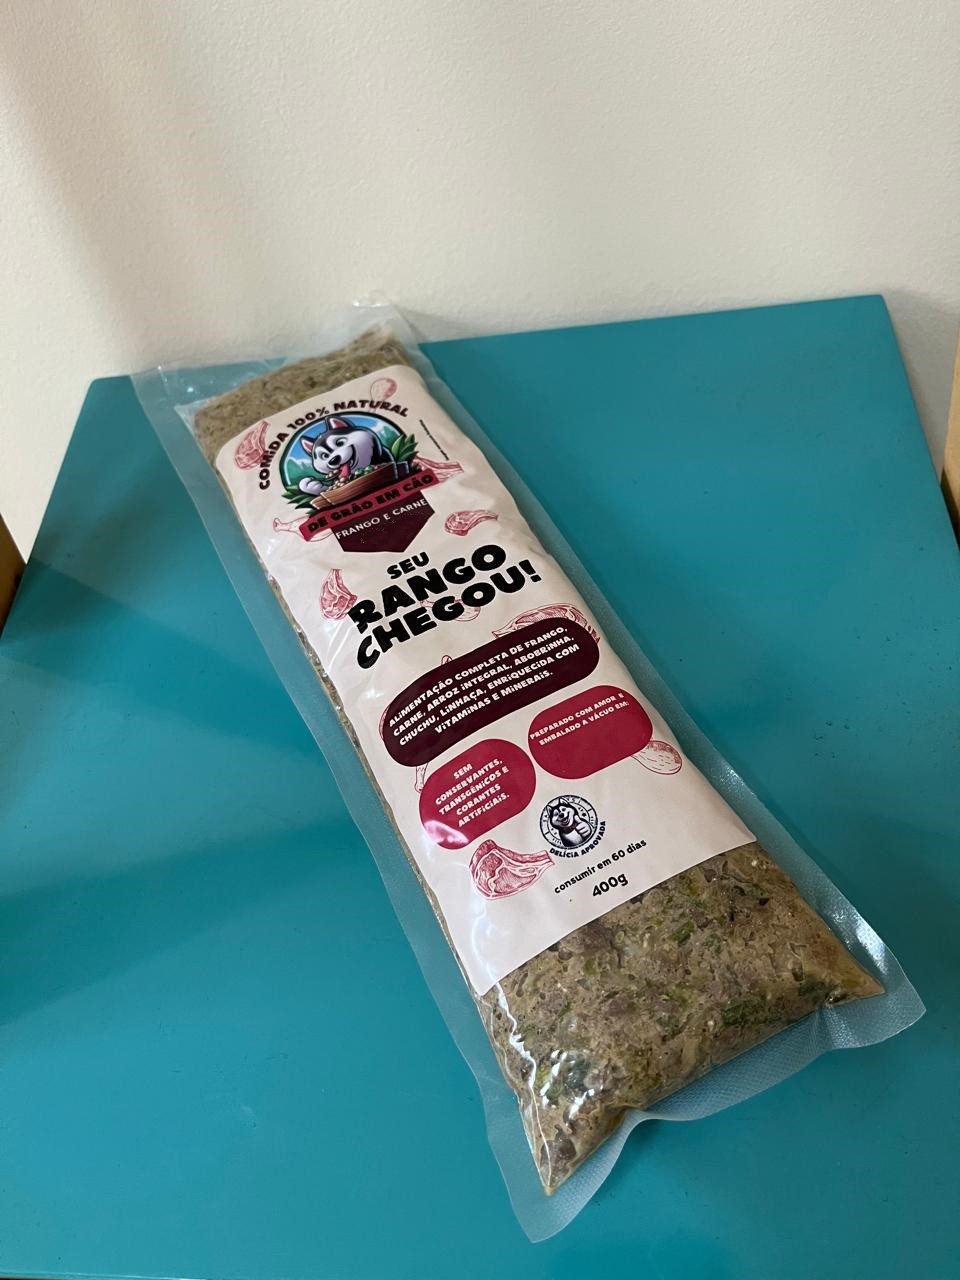 COMIDA 100% NATURAL
DE GRÃO EM CÃO
FRANGO E CARNE
SEU
RANGO
CHEGOU!
ALIMENTAÇÃO COMPLETA DE FRANGO,
CARNE, ARROZ INTEGRAL, ABOBRINHA,
CHUCHU, LINHAÇA, ENRIQUECIDA COM
VITAMINAS E MINERAIS.
PREPARADO COM AMOR E
EMBALADO A VÁCUO EM:
SEM
CONSERVANTES,
TRANSGÊNICOS E
CORANTES
ARTIFICIAIS.
DELÍCIA APROVADA
consumir em 60 dias
400g